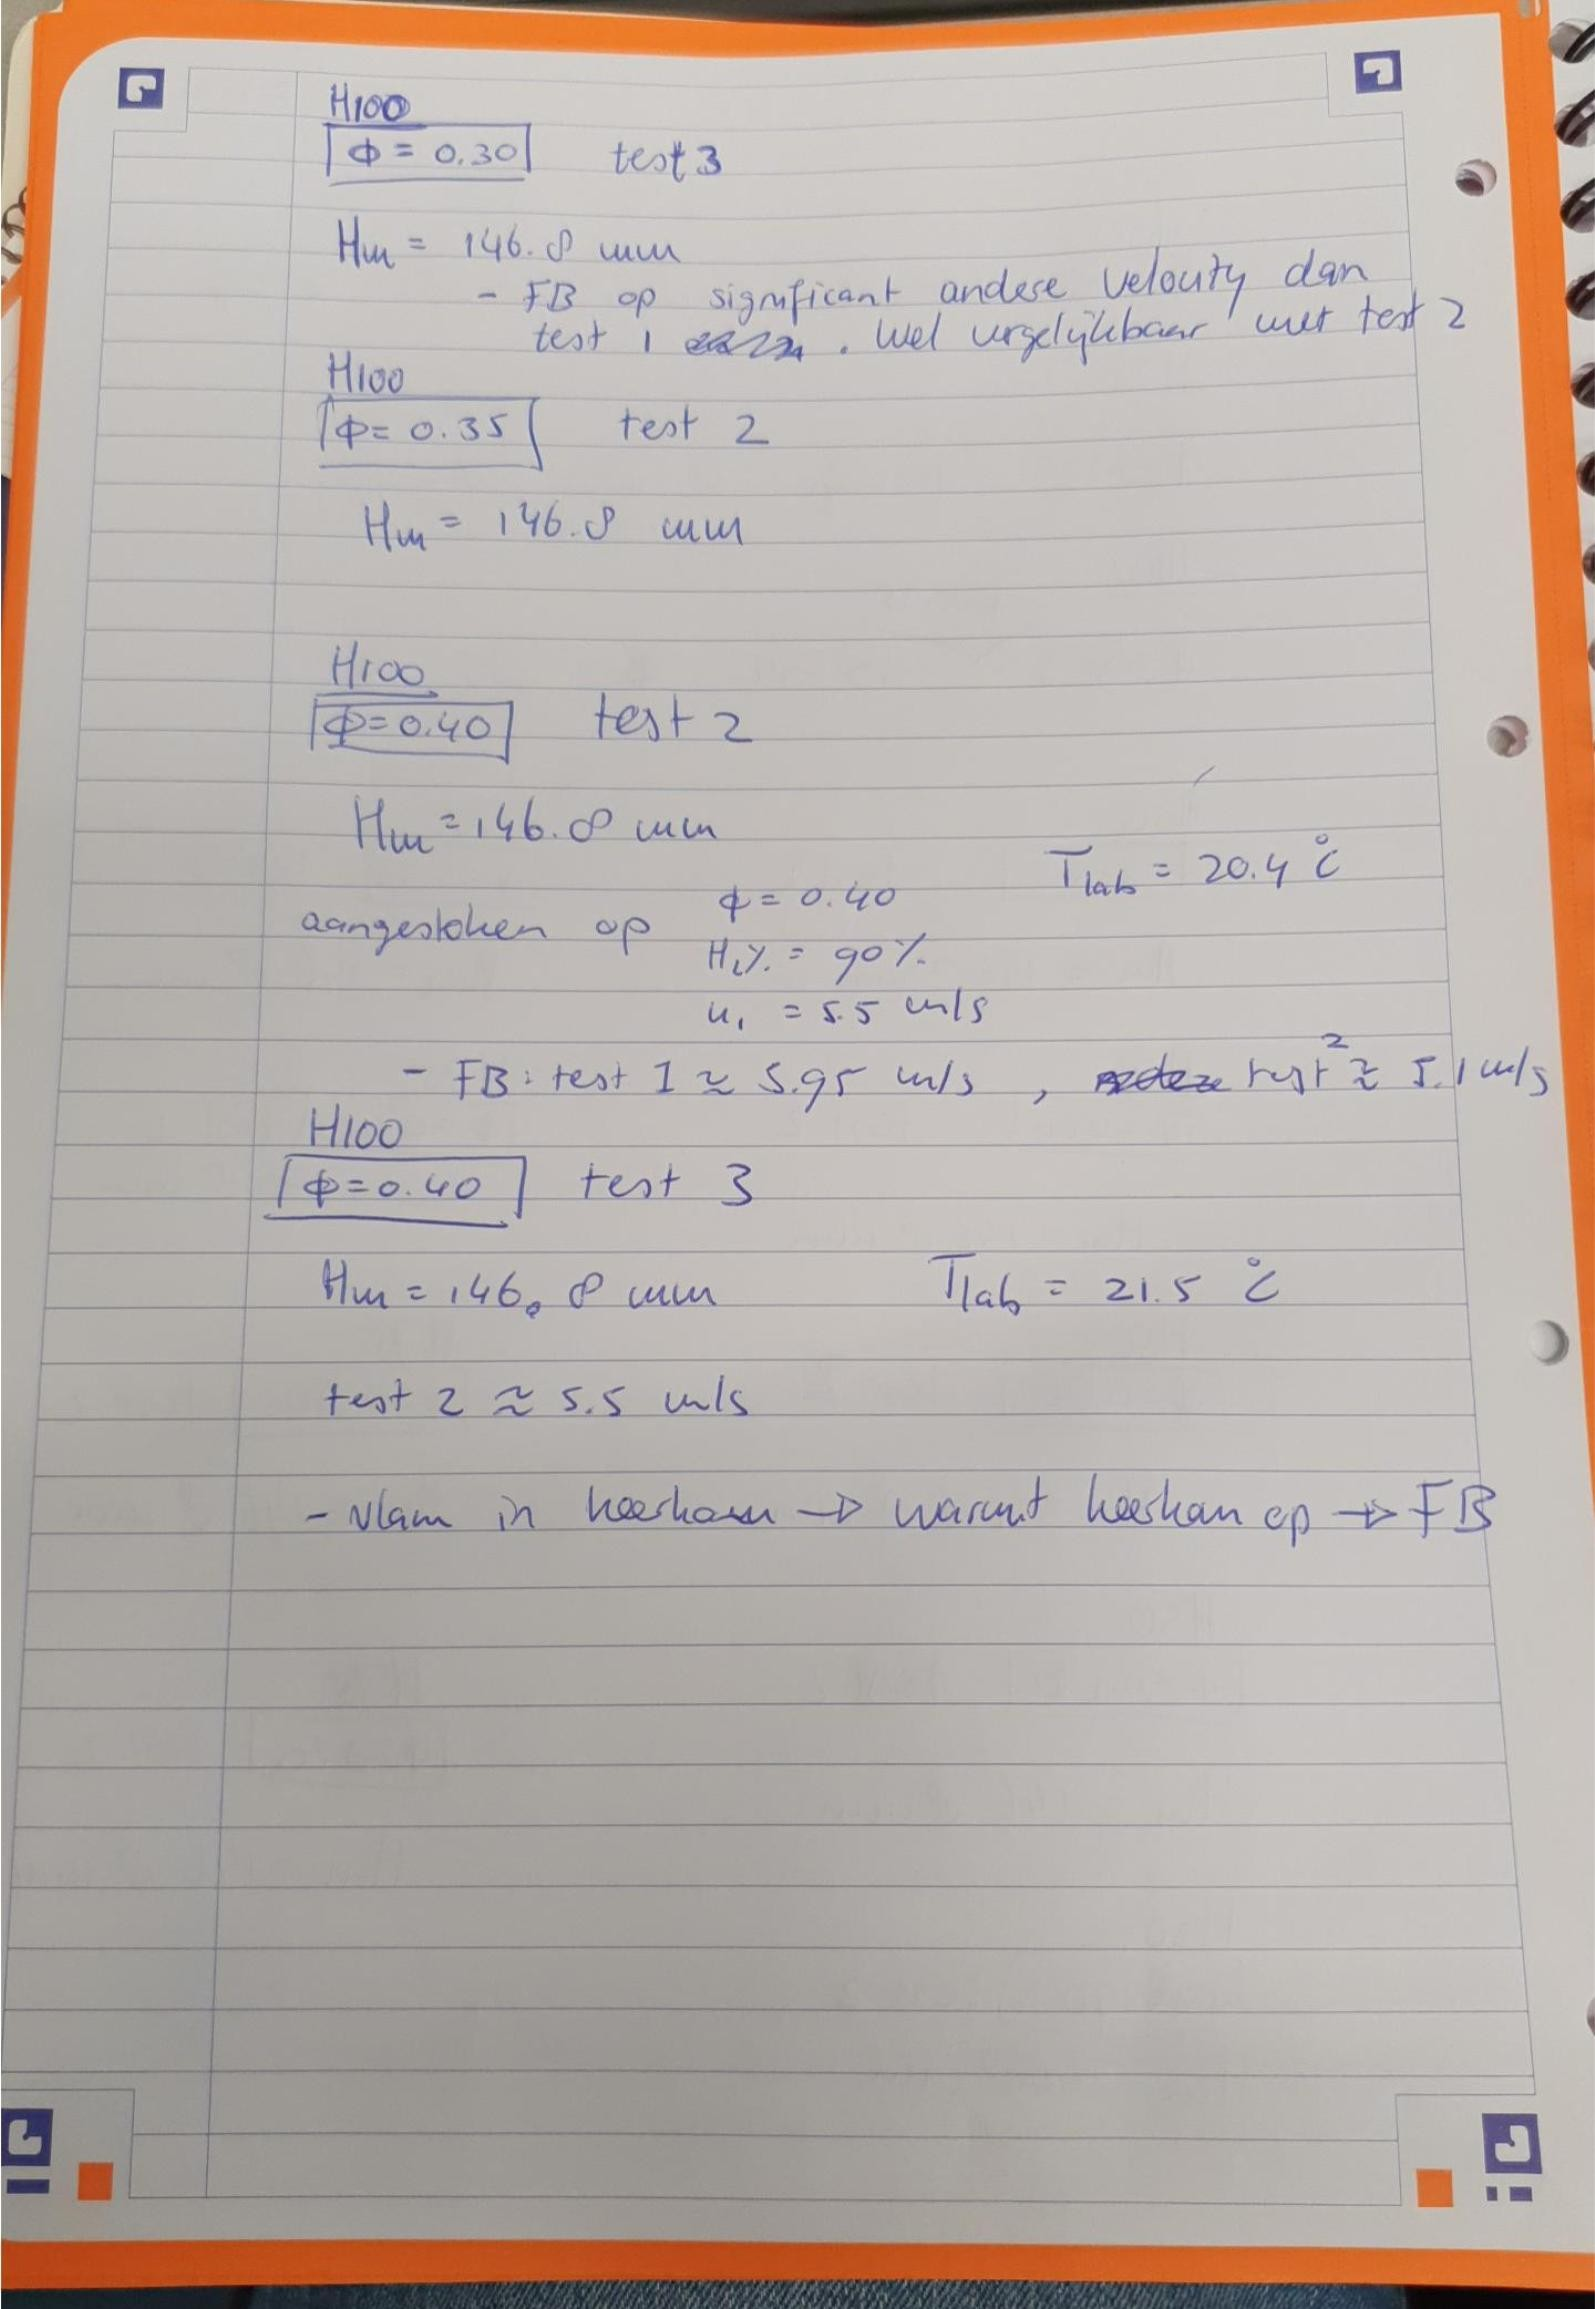 H100
Φ = 0.30 test 3
Hm = 146.8 mm
- FB op significant andere velocity dan
test 1 . Wel vergelijkbaar met test 2
H100
Φ = 0.35 test 2
Hm = 146.8 mm
H100
Φ = 0.40 test 2
Hm = 146.8 mm
Tlab = 20.4 °C
aangestoken op Φ = 0.40
H2% = 90%
u1 = 5.5 m/s
- FB: test 1 ≈ 5.95 m/s , test 2 ≈ 5.1 m/s
H100
Φ = 0.40 test 3
Hm = 146.8 mm Tlab = 21.5 °C
test 2 ≈ 5.5 m/s
- Vlam in → warmt op → FB